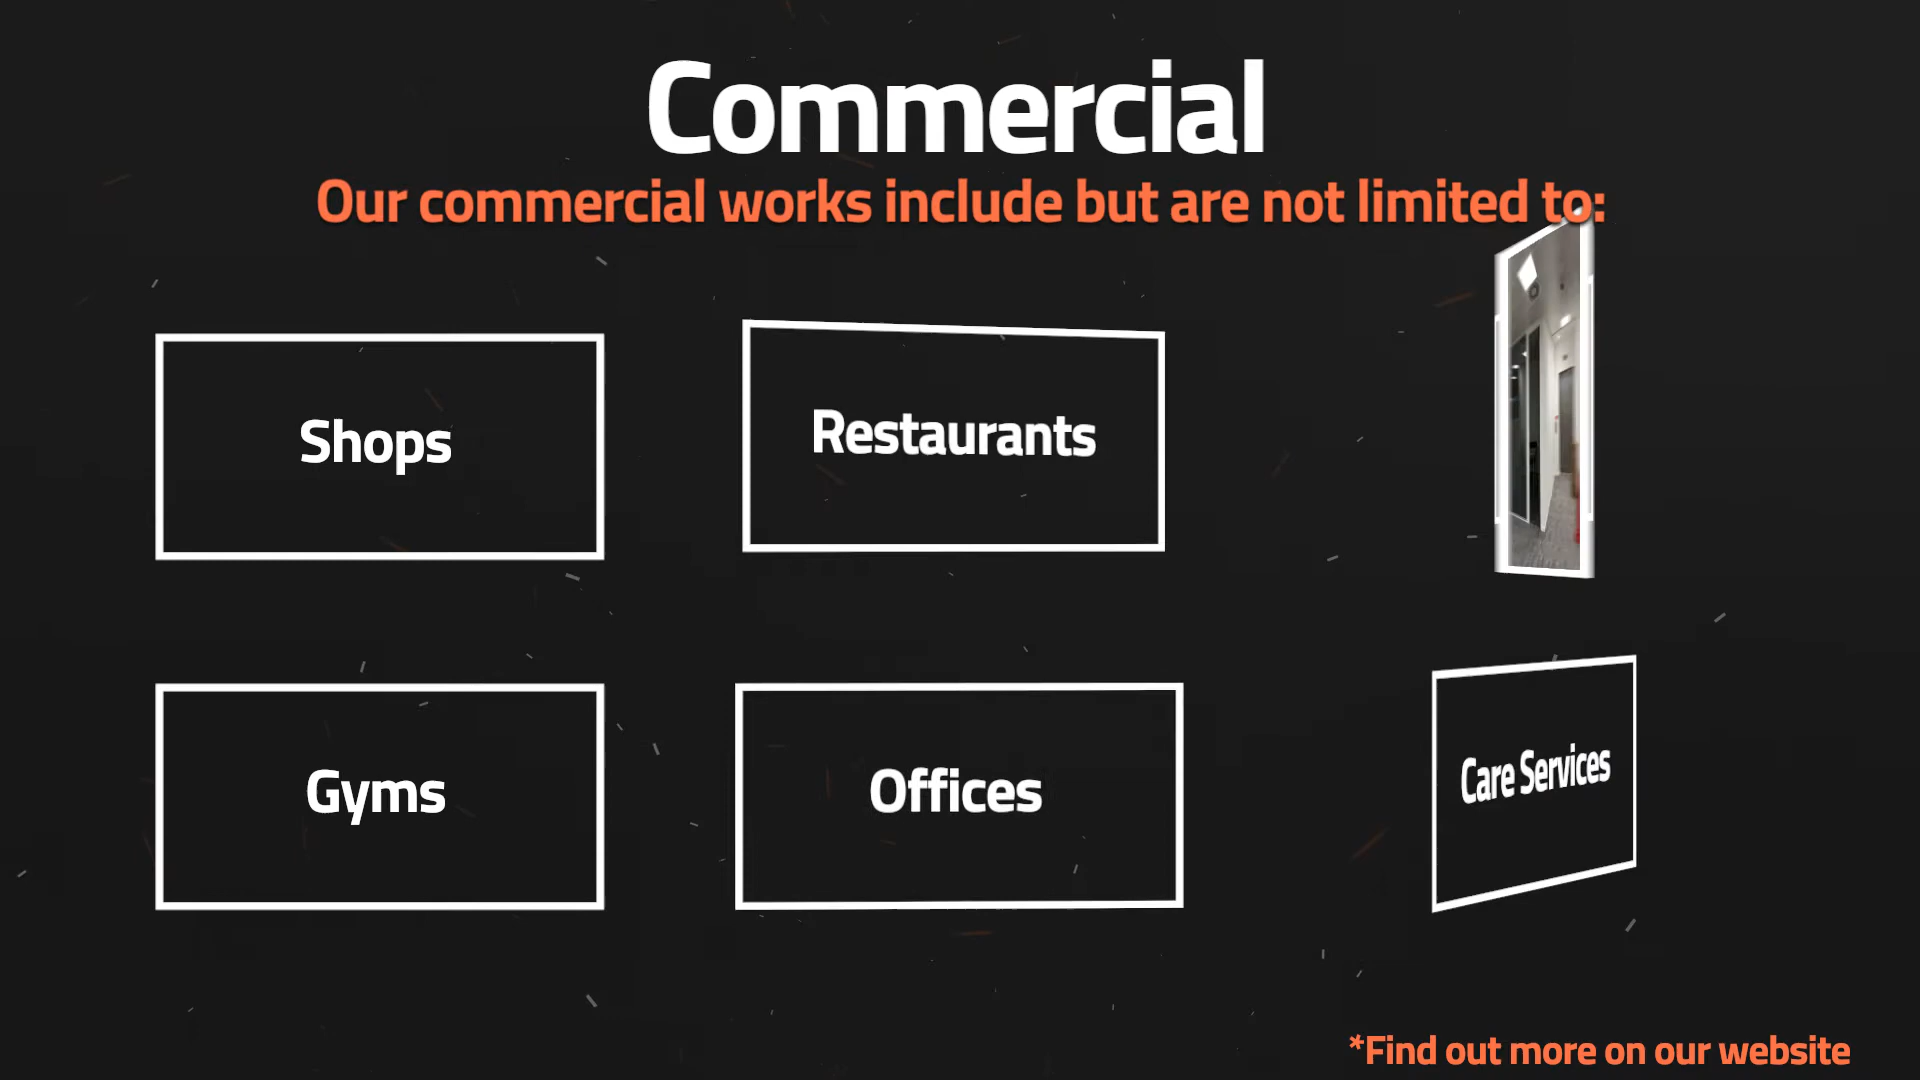 Commercial
Our commercial works include but are not limited to:
Shops
Restaurants
Gyms
Offices
Care Services
*Find out more on our website